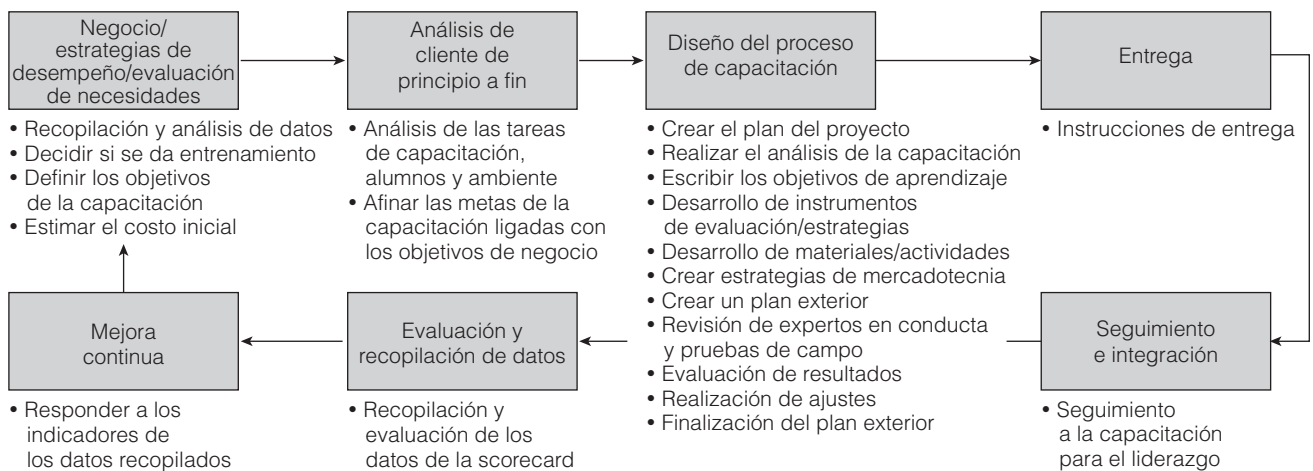 Negocio/
estrategias de
desempeño/evaluación
de necesidades
• Recopilación y análisis de datos
• Decidir si se da entrenamiento
• Definir los objetivos
de la capacitación
• Estimar el costo inicial
Análisis de
cliente de
principio a fin
• Análisis de las tareas
de capacitación,
alumnos y ambiente
• Afinar las metas de la
capacitación ligadas con
los objetivos de negocio
Diseño del proceso
de capacitación
• Crear el plan del proyecto
• Realizar el análisis de la capacitación
• Escribir los objetivos de aprendizaje
• Desarrollo de instrumentos
de evaluación/estrategias
• Desarrollo de materiales/actividades
• Crear estrategias de mercadotecnia
• Crear un plan exterior
• Revisión de expertos en conducta
y pruebas de campo
• Evaluación de resultados
• Realización de ajustes
• Finalización del plan exterior
Entrega
• Instrucciones de entrega
Seguimiento
e integración
• Seguimiento
a la capacitación
para el liderazgo
Evaluación y
recopilación de datos
• Recopilación y
evaluación de los
datos de la scorecard
Mejora
continua
• Responder a los
indicadores de
los datos recopilados